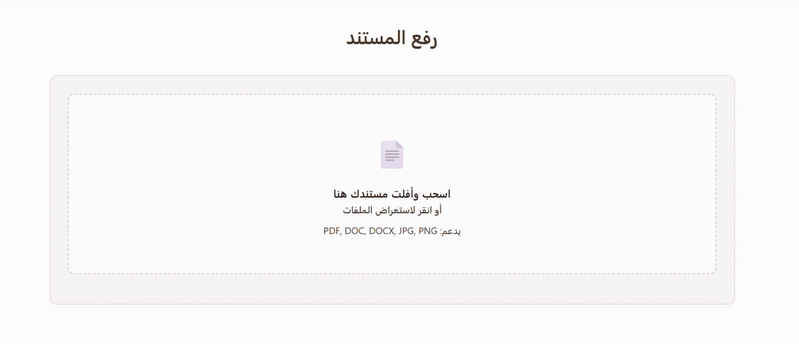 رفع المستند
اسحب وأفلت مستندك هنا
أو انقر لاستعراض الملفات
يدعم: PDF, DOC, DOCX, JPG, PNG